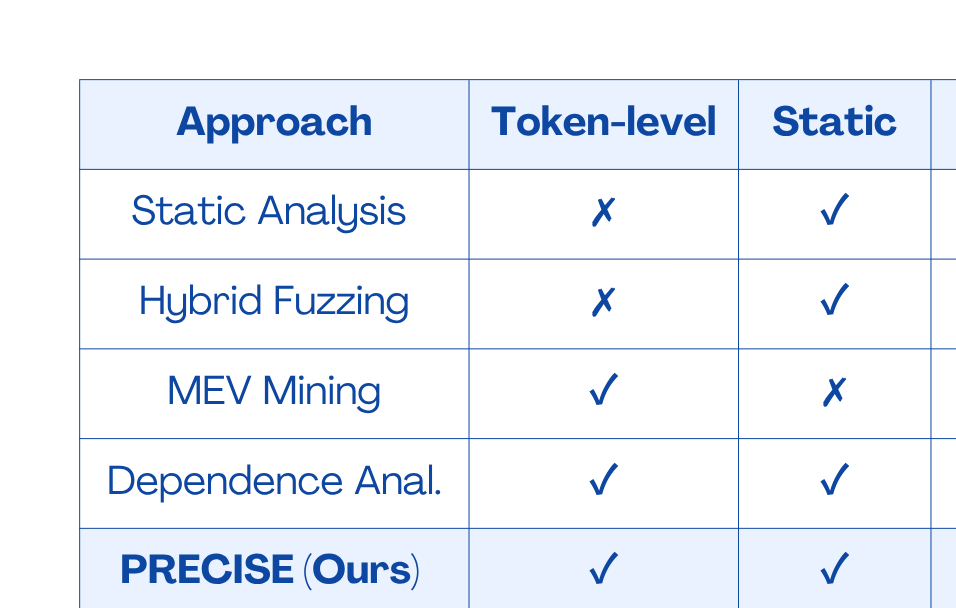 Approach Token-level Static
Static Analysis ✗ ✓
Hybrid Fuzzing ✗ ✓
MEV Mining ✓ ✗
Dependence Anal. ✓ ✓
PRECISE (Ours) ✓ ✓